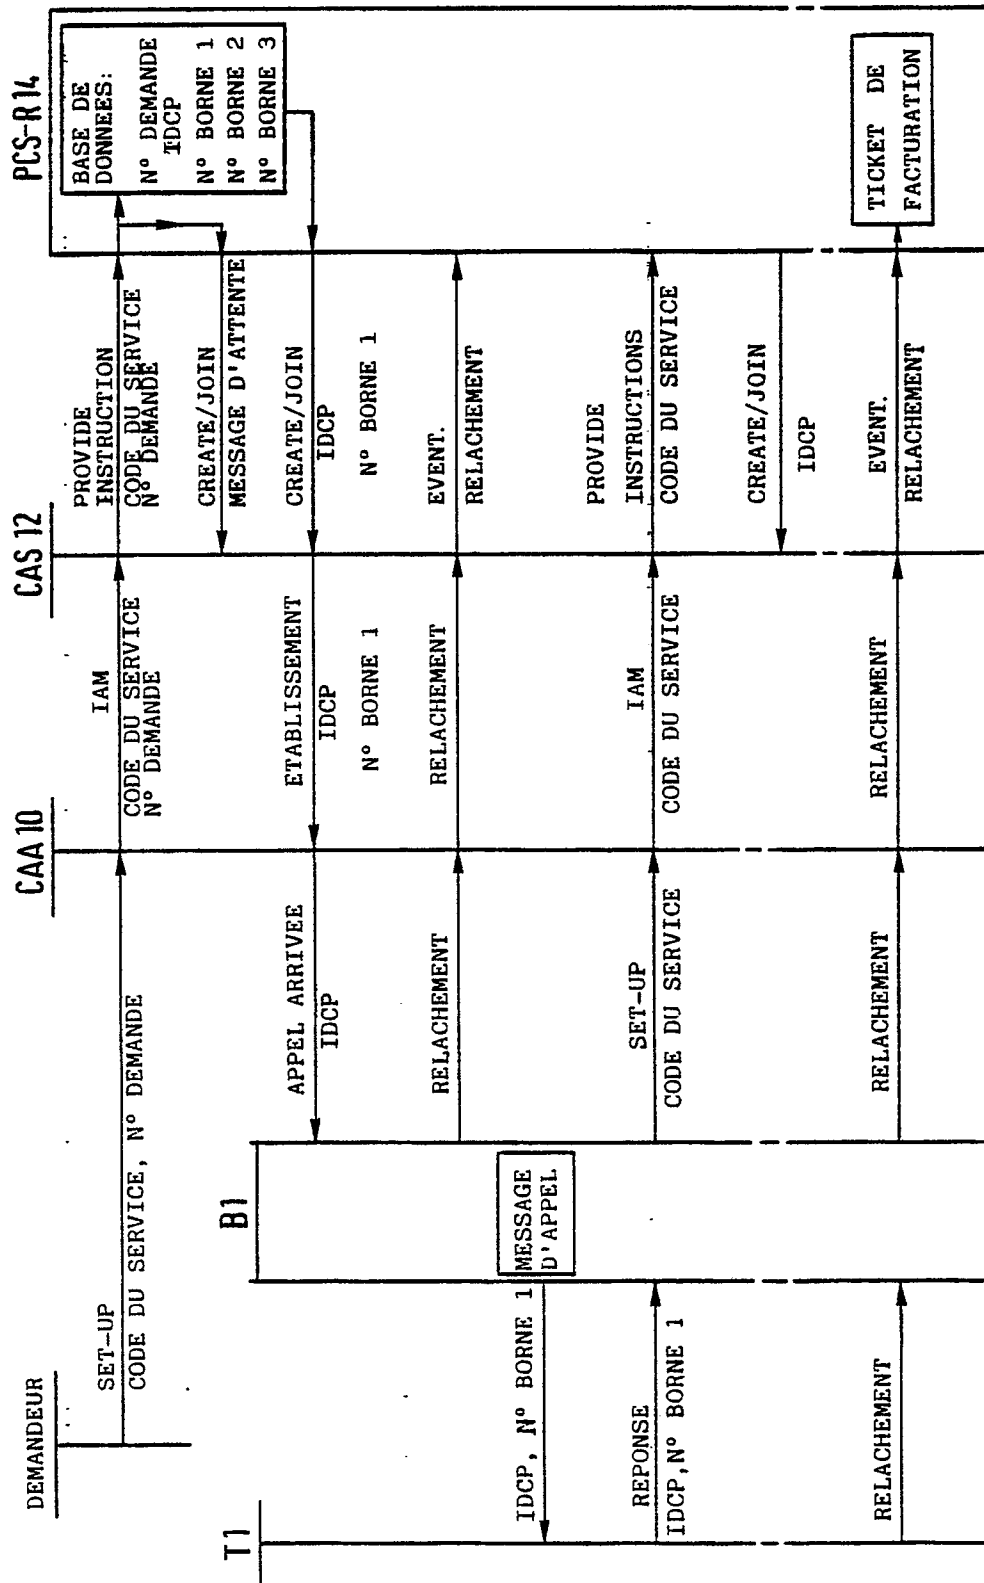 DEMANDEUR
T1
B1
CAA 10
CAS 12
PCS-R 14
SET-UP
CODE DU SERVICE, N° DEMANDE
IAM
CODE DU SERVICE
N° DEMANDE
PROVIDE
INSTRUCTION
CODE DU SERVICE
N° DEMANDE
BASE DE
DONNEES:
N° DEMANDE
IDCP
N° BORNE 1
N° BORNE 2
N° BORNE 3
CREATE/JOIN
MESSAGE D'ATTENTE
APPEL ARRIVEE
IDCP
ETABLISSEMENT
IDCP
N° BORNE 1
CREATE/JOIN
IDCP
N° BORNE 1
RELACHEMENT
RELACHEMENT
EVENT.
RELACHEMENT
IDCP, N° BORNE 1
MESSAGE
D'APPEL
REPONSE
IDCP,N° BORNE 1
SET-UP
CODE DU SERVICE
IAM
CODE DU SERVICE
PROVIDE
INSTRUCTIONS
CODE DU SERVICE
CREATE/JOIN
IDCP
RELACHEMENT
RELACHEMENT
RELACHEMENT
EVENT.
RELACHEMENT
TICKET DE
FACTURATION